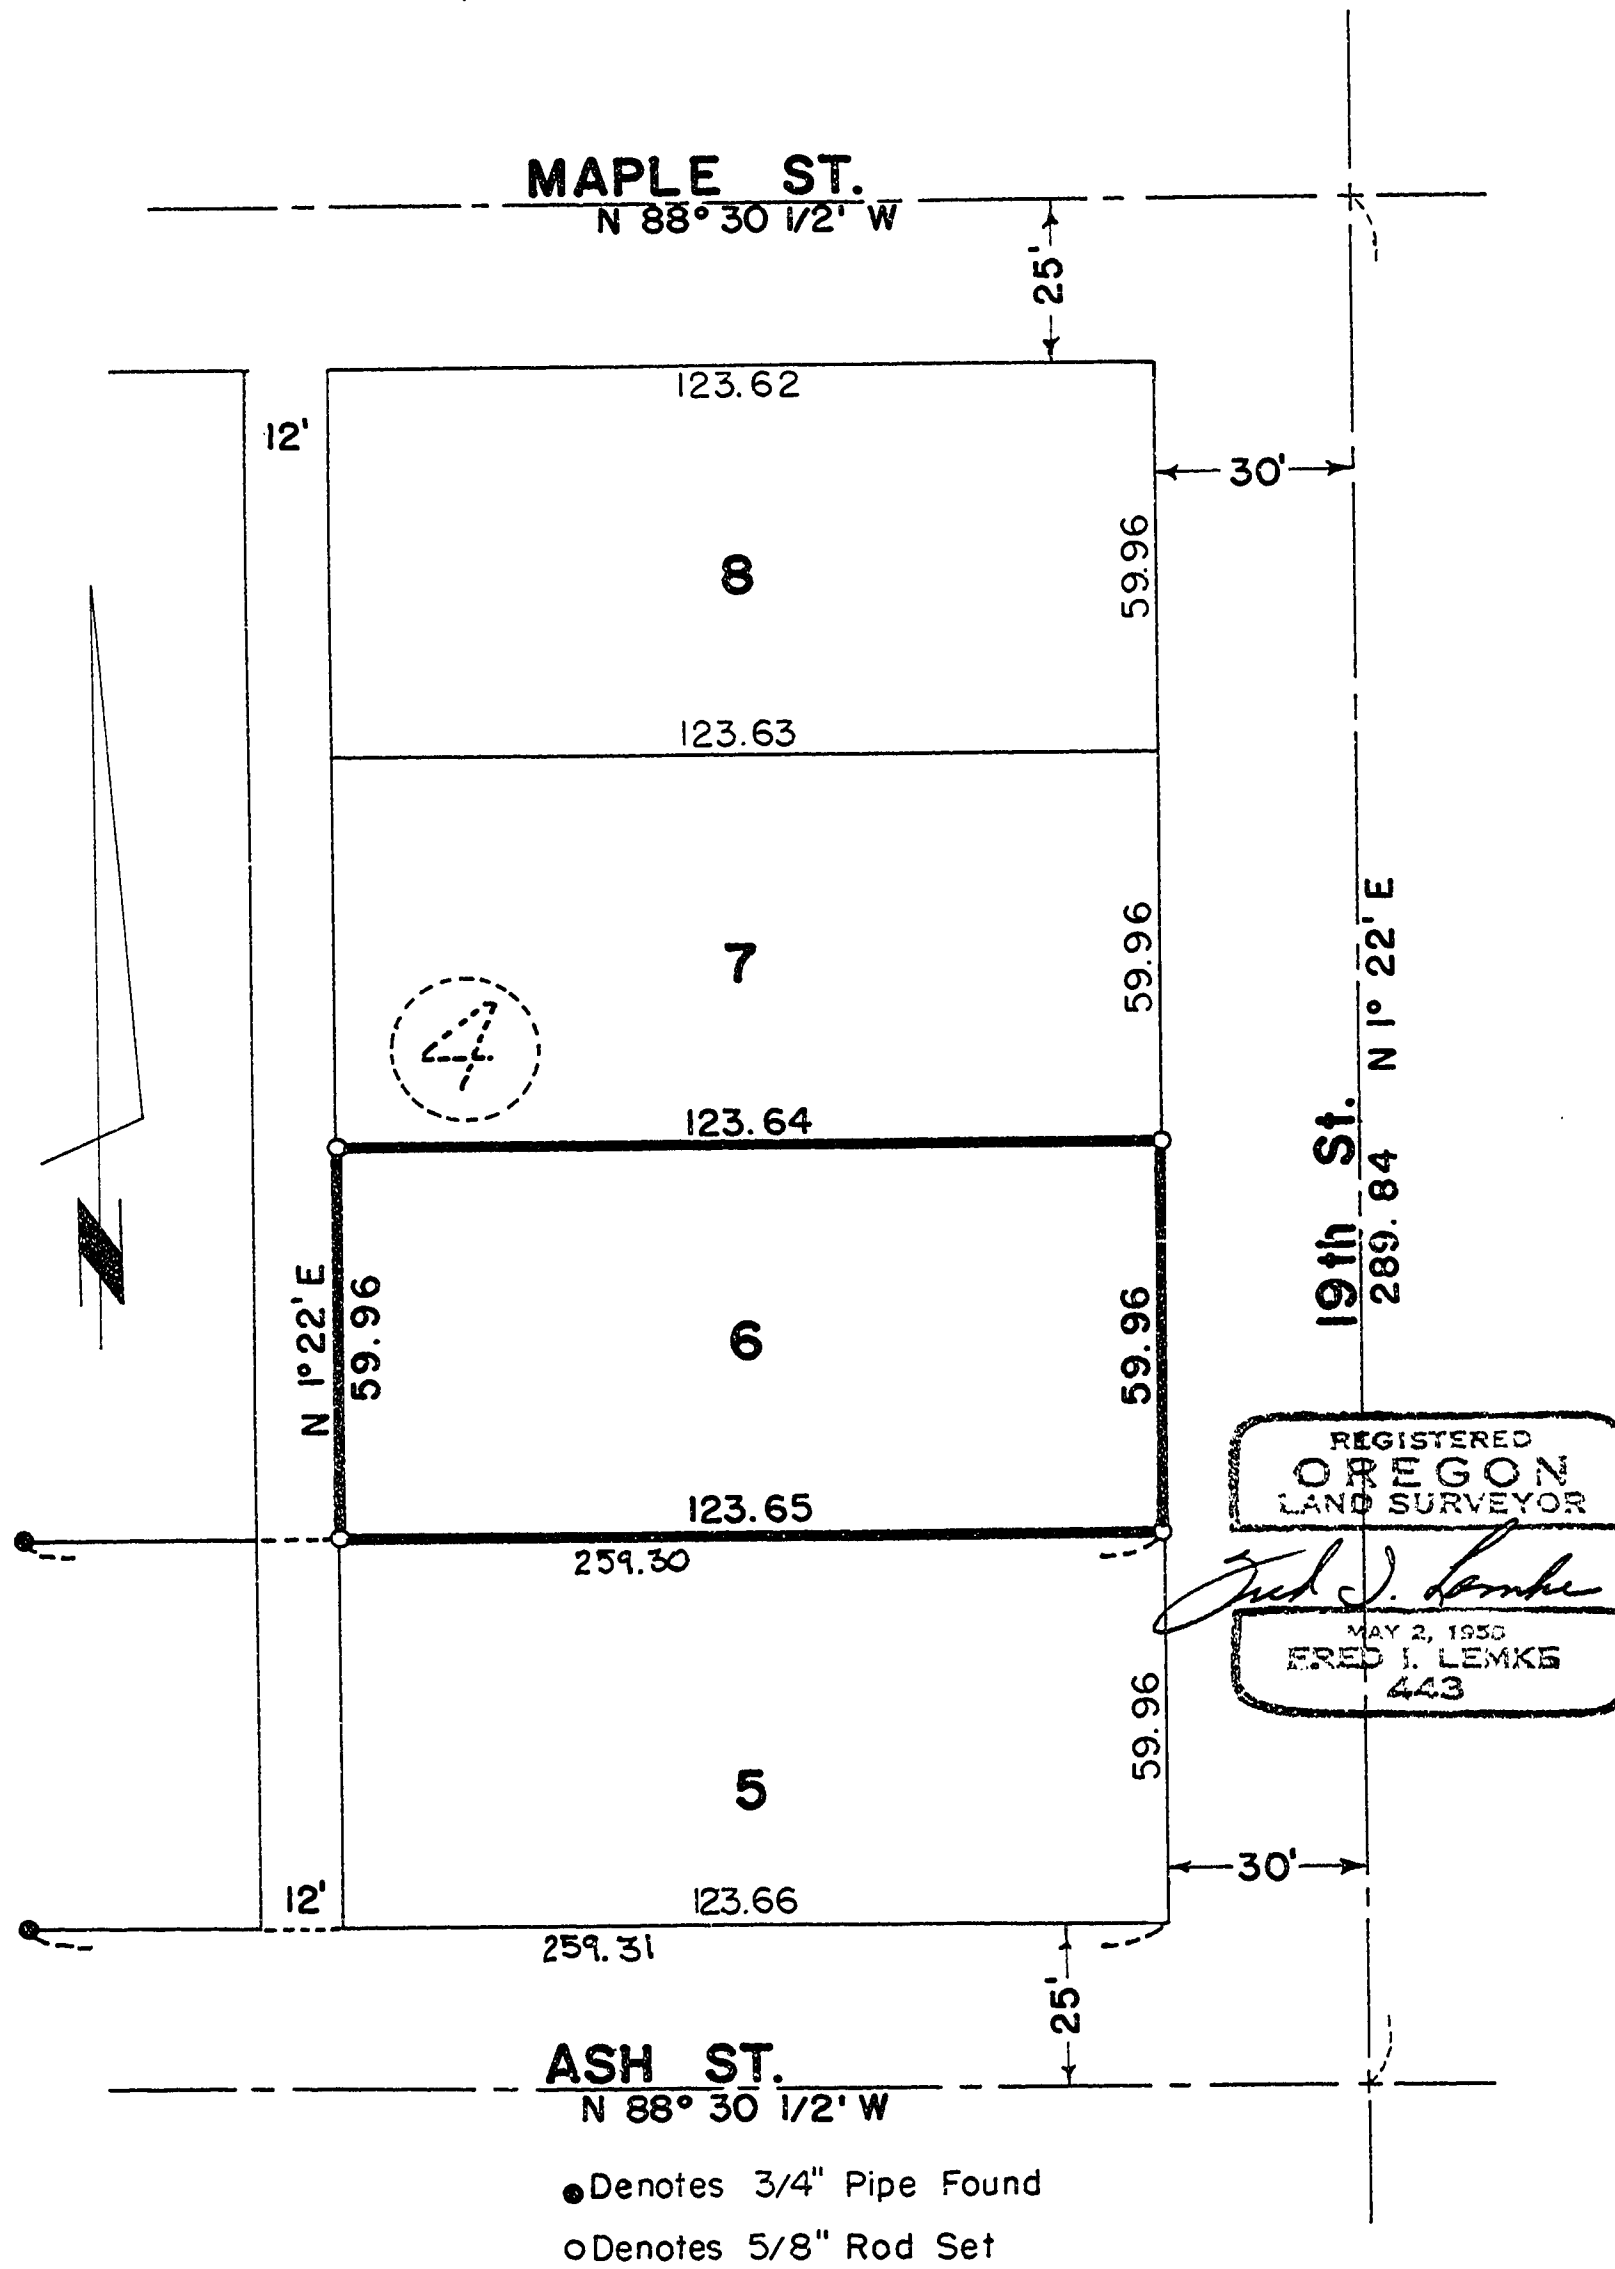 MAPLE ST.
N 88° 30 1/2' W
25'
123.62
12'
30'
8
59.96
123.63
7
59.96
4
123.64
N 1° 22' E
59.96
6
59.96
19th St.
289.84 N 1° 22' E
123.65
259.30
REGISTERED
OREGON
LAND SURVEYOR
Fred I. Lemke
MAY 2, 1950
FRED I. LEMKE
443
59.96
5
30'
12'
123.66
259.31
25'
ASH ST.
N 88° 30 1/2' W
Denotes 3/4" Pipe Found
Denotes 5/8" Rod Set
N